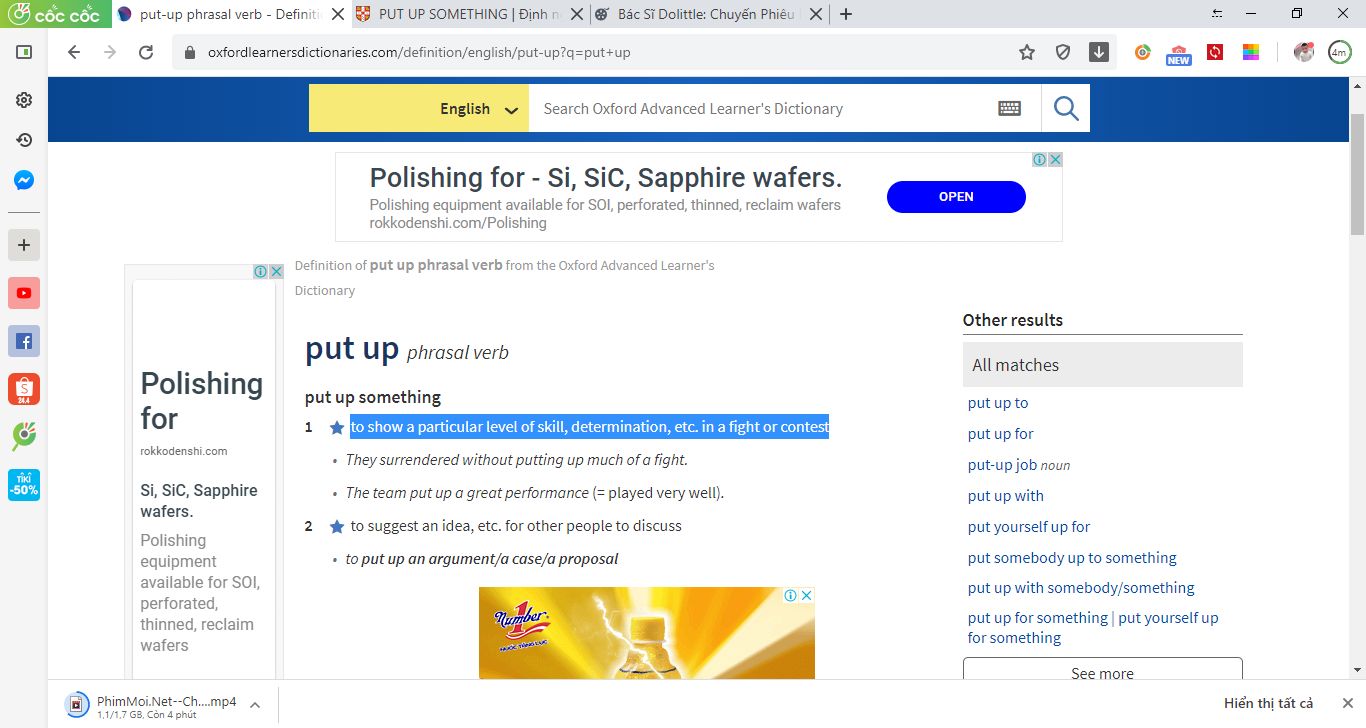 cốc cốc
put-up phrasal verb - Definiti
PUT UP SOMETHING | Định n
Bác Sĩ Dolittle: Chuyến Phiêu
oxfordlearnersdictionaries.com/definition/english/put-up?q=put+up
NEW
4m
English
Search Oxford Advanced Learner's Dictionary
Polishing for - Si, SiC, Sapphire wafers.
Polishing equipment available for SOI, perforated, thinned, reclaim wafers
rokkodenshi.com/Polishing
OPEN
Definition of put up phrasal verb from the Oxford Advanced Learner's
Dictionary
put up phrasal verb
put up something
1 to show a particular level of skill, determination, etc. in a fight or contest
• They surrendered without putting up much of a fight.
• The team put up a great performance (= played very well).
2 to suggest an idea, etc. for other people to discuss
• to put up an argument/a case/a proposal
Number 1
NƯỚC TĂNG LỰC
Polishing
for
rokkodenshi.com
Si, SiC, Sapphire
wafers.
Polishing
equipment
available for SOI,
perforated,
thinned, reclaim
wafers
Other results
All matches
put up to
put up for
put-up job noun
put up with
put yourself up for
put somebody up to something
put up with somebody/something
put up for something | put yourself up
for something
See more
S
24.4
TIKI
-50%
PhimMoi.Net--Ch....mp4
1,1/1,7 GB, Còn 4 phút
Hiển thị tất cả